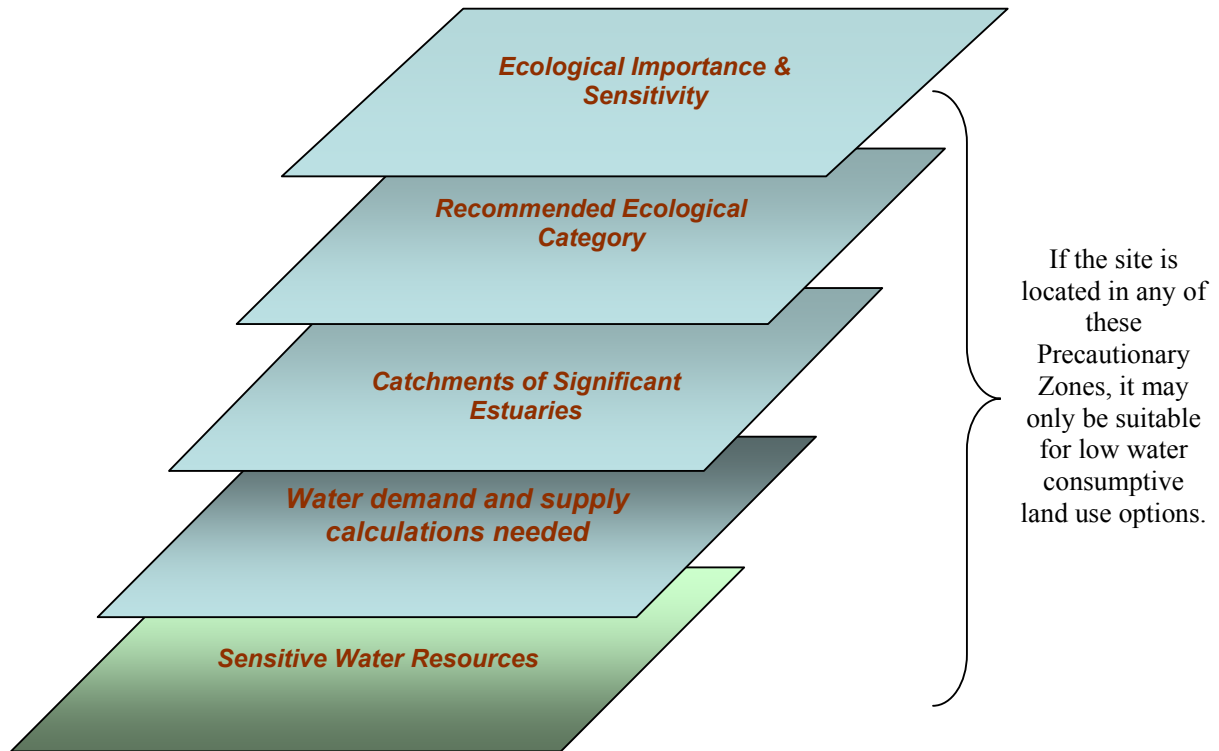 Ecological Importance &
Sensitivity
Recommended Ecological
Category
Catchments of Significant
Estuaries
Water demand and supply
calculations needed
Sensitive Water Resources
If the site is
located in any of
these
Precautionary
Zones, it may
only be suitable
for low water
consumptive
land use options.